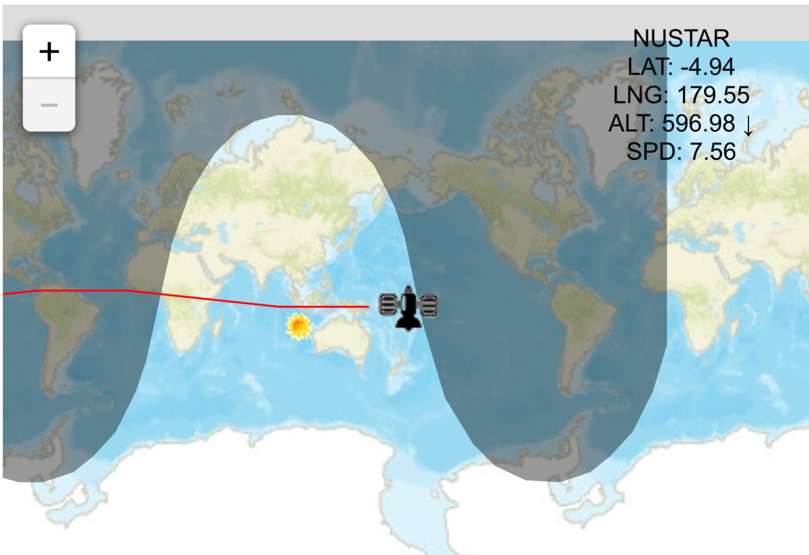 +
−
NUSTAR
LAT: -4.94
LNG: 179.55
ALT: 596.98 ↓
SPD: 7.56